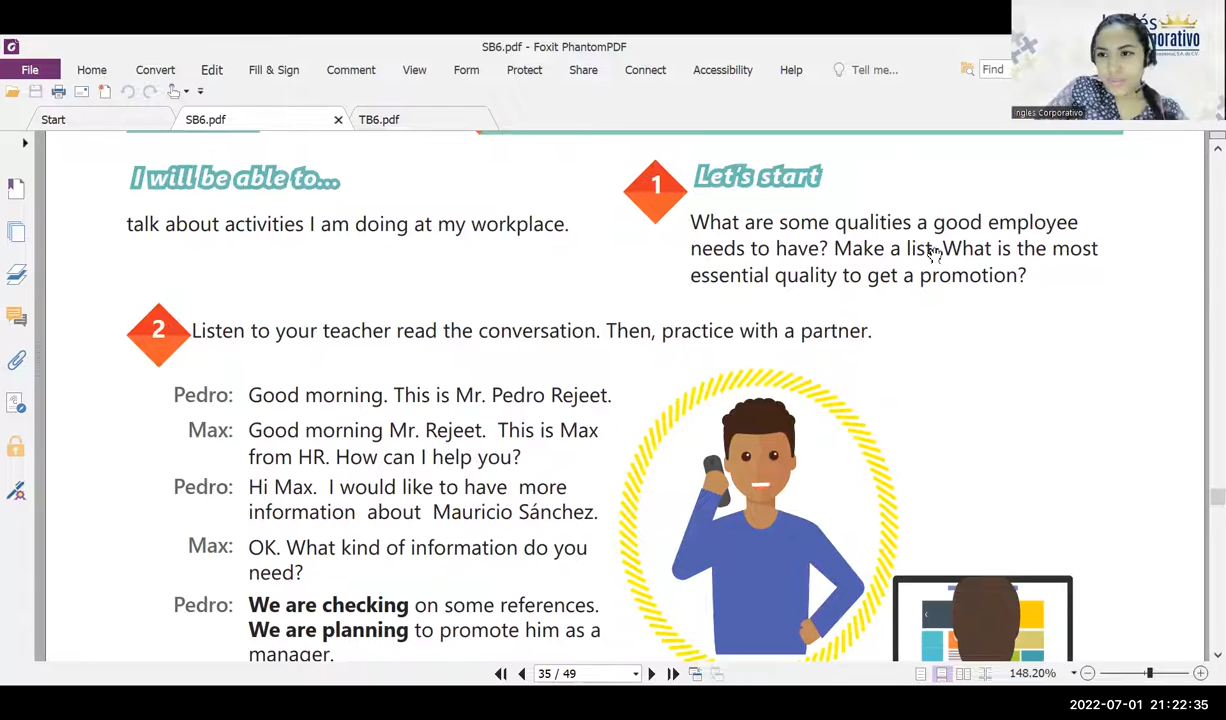 SB6.pdf - Foxit PhantomPDF
File Home Convert Edit Fill & Sign Comment View Form Protect Share Connect Accessibility Help Tell me... Find
Start SB6.pdf TB6.pdf
Ingles Corporativo
I will be able to...
talk about activities I am doing at my workplace.
1 Let's start
What are some qualities a good employee
needs to have? Make a list. What is the most
essential quality to get a promotion?
2 Listen to your teacher read the conversation. Then, practice with a partner.
Pedro: Good morning. This is Mr. Pedro Rejeet.
Max: Good morning Mr. Rejeet. This is Max
from HR. How can I help you?
Pedro: Hi Max. I would like to have more
information about Mauricio Sánchez.
Max: OK. What kind of information do you
need?
Pedro: We are checking on some references.
We are planning to promote him as a
manager.
35 / 49
148.20%
2022-07-01 21:22:35